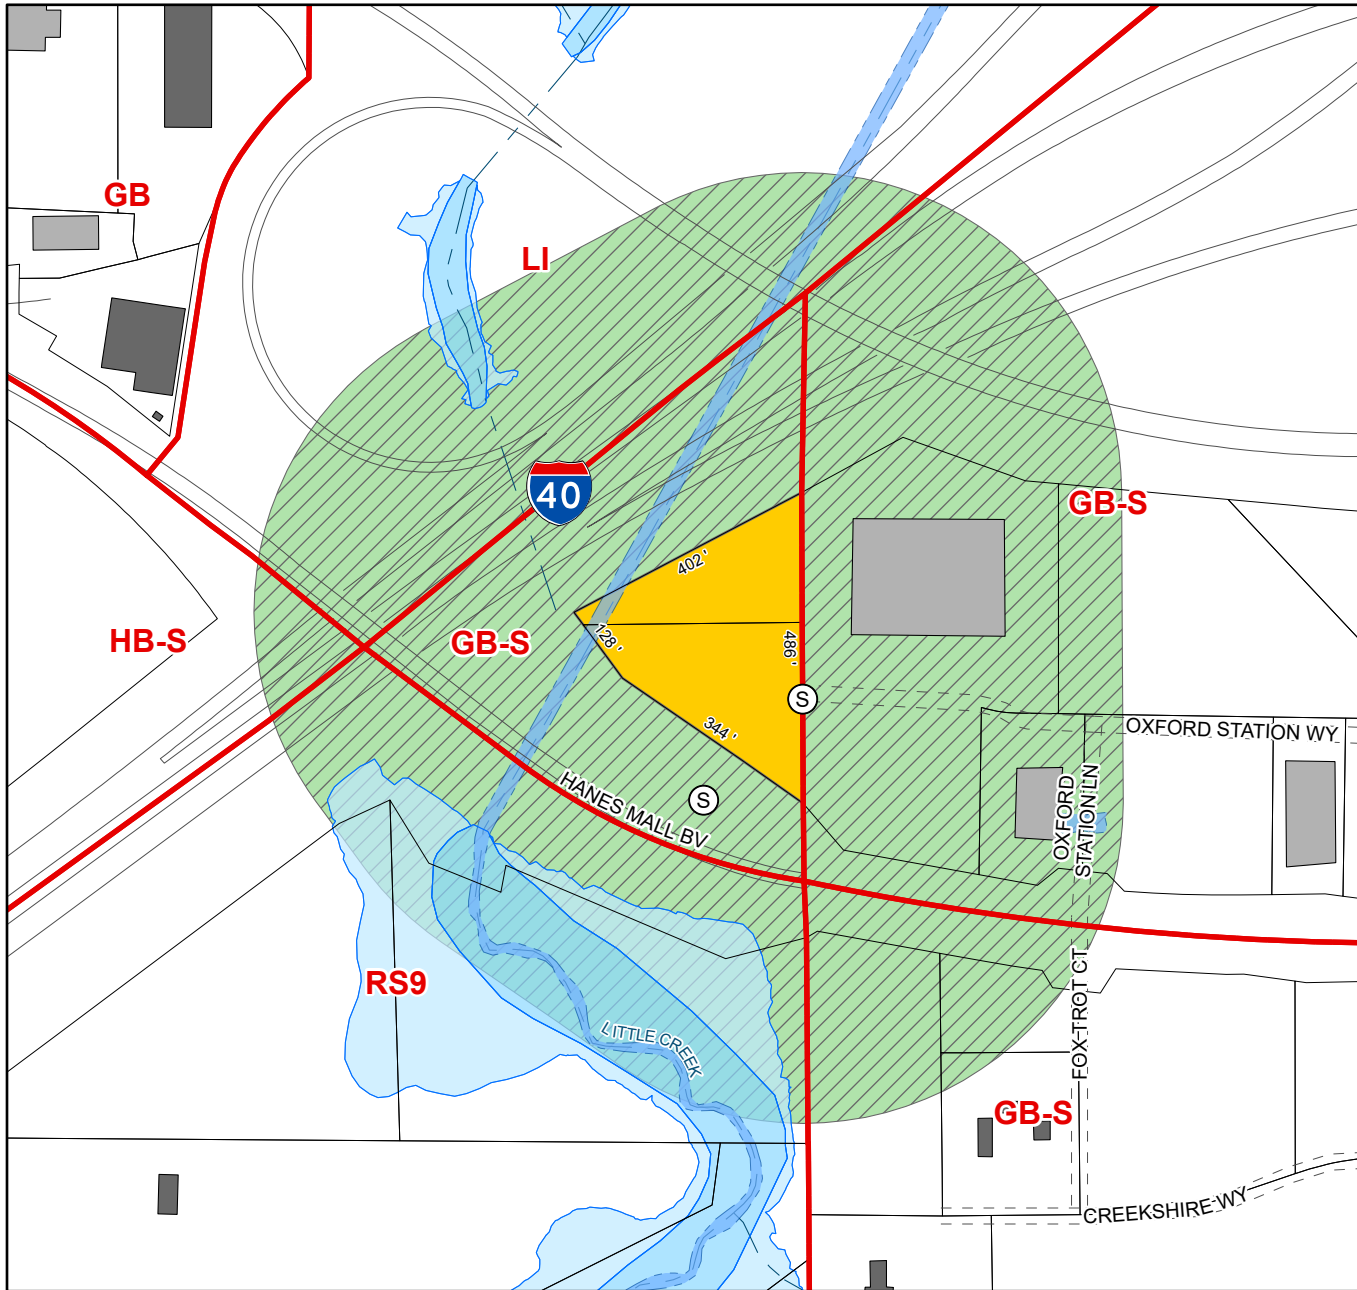 GB
LI
40
GB-S
402'
128'
486'
HB-S
GB-S
S
344'
OXFORD STATION WY
HANES MALL BV
S
OXFORD
STATION LN
RS9
FOX TROT CT
LITTLE CREEK
GB-S
CREEKSHIRE WY